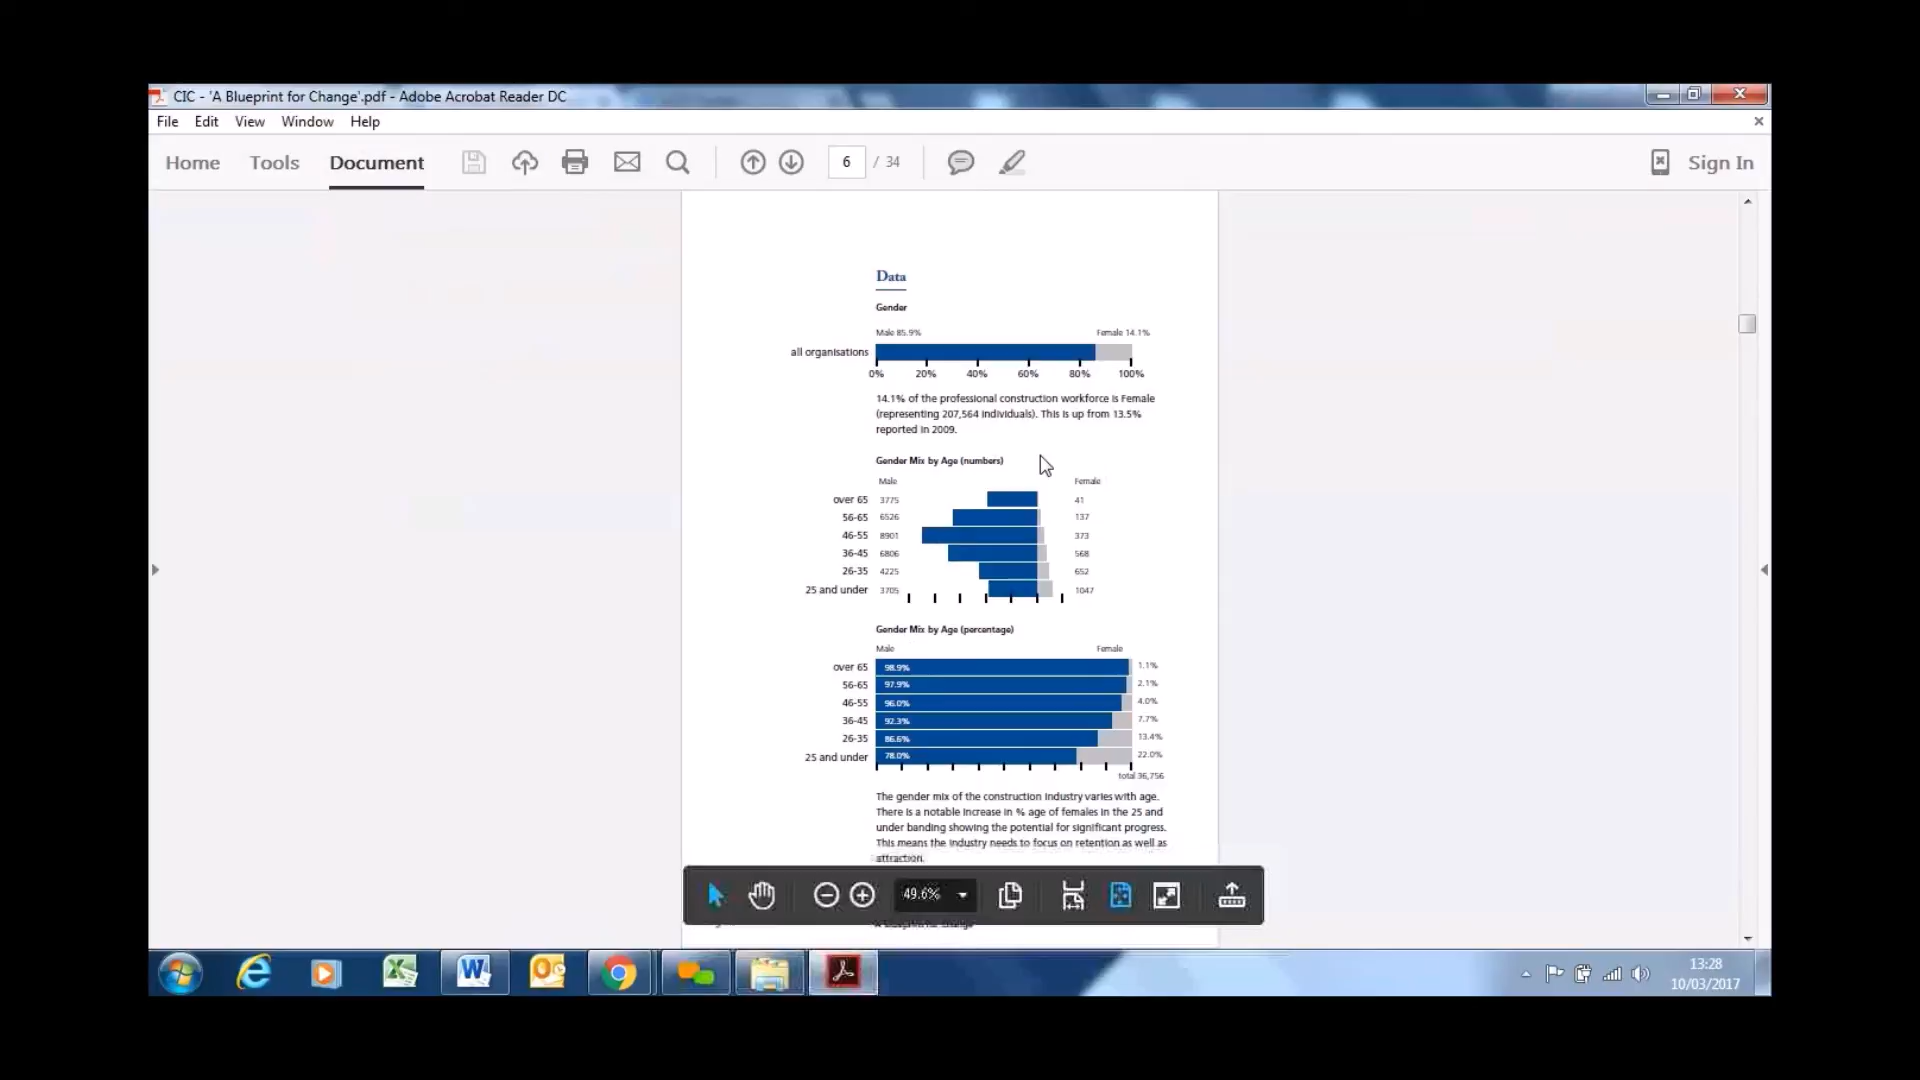 CIC - 'A Blueprint for Change'.pdf - Adobe Acrobat Reader DC
File Edit View Window Help
Home Tools Document 6 / 34 Sign In
Data
Gender
Male 85.9% Female 14.1%
all organisations
0% 20% 40% 60% 80% 100%
14.1% of the professional construction workforce is Female
(representing 207,564 individuals). This is up from 13.5%
reported in 2009.
Gender Mix by Age (numbers)
Male Female
over 65 3775 41
56-65 6526 137
46-55 8901 373
36-45 6806 568
26-35 4225 652
25 and under 3705 1047
Gender Mix by Age (percentage)
Male Female
over 65 98.9% 1.1%
56-65 97.9% 2.1%
46-55 96.0% 4.0%
36-45 92.3% 7.7%
26-35 86.6% 13.4%
25 and under 78.0% 22.0%
total 36,756
The gender mix of the construction industry varies with age.
There is a notable increase in % age of females in the 25 and
under banding showing the potential for significant progress.
This means the industry needs to focus on retention as well as
attraction.
49.6%
A Blueprint for Change
13:28
10/03/2017